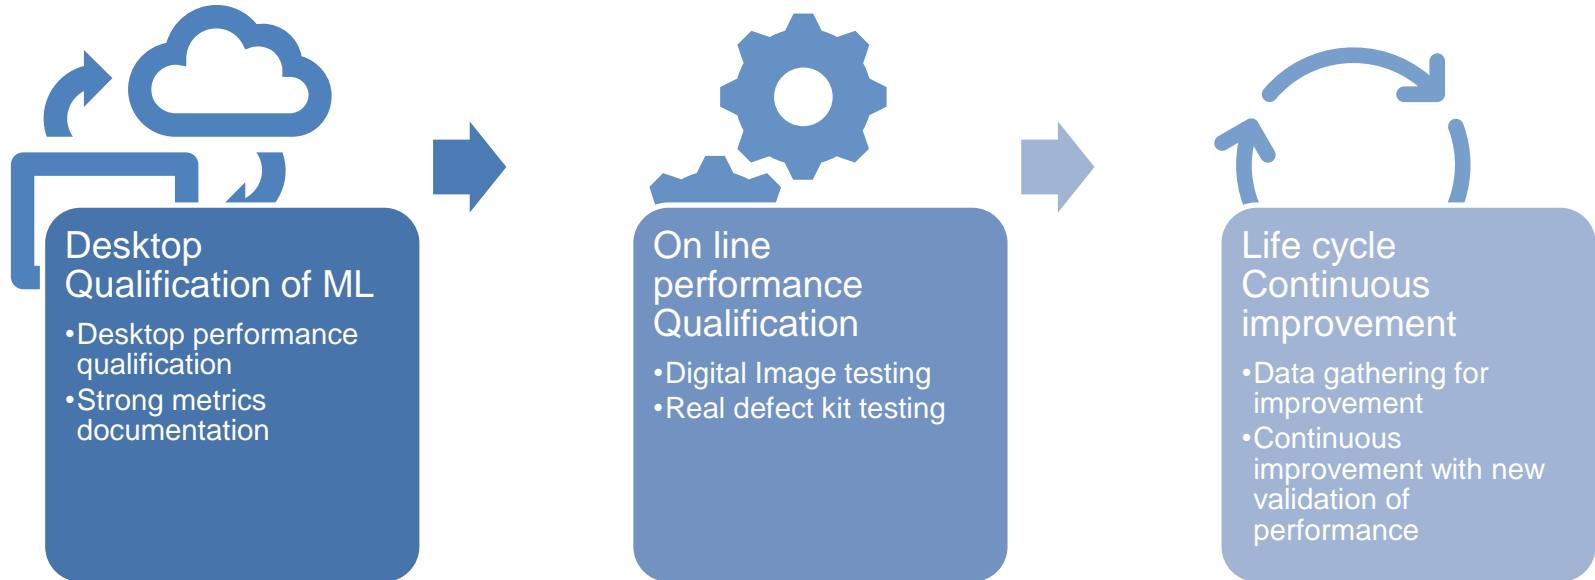 Desktop
Qualification of ML
•Desktop performance
qualification
•Strong metrics
documentation
On line
performance
Qualification
•Digital Image testing
•Real defect kit testing
Life cycle
Continuous
improvement
•Data gathering for
improvement
•Continuous
improvement with new
validation of
performance